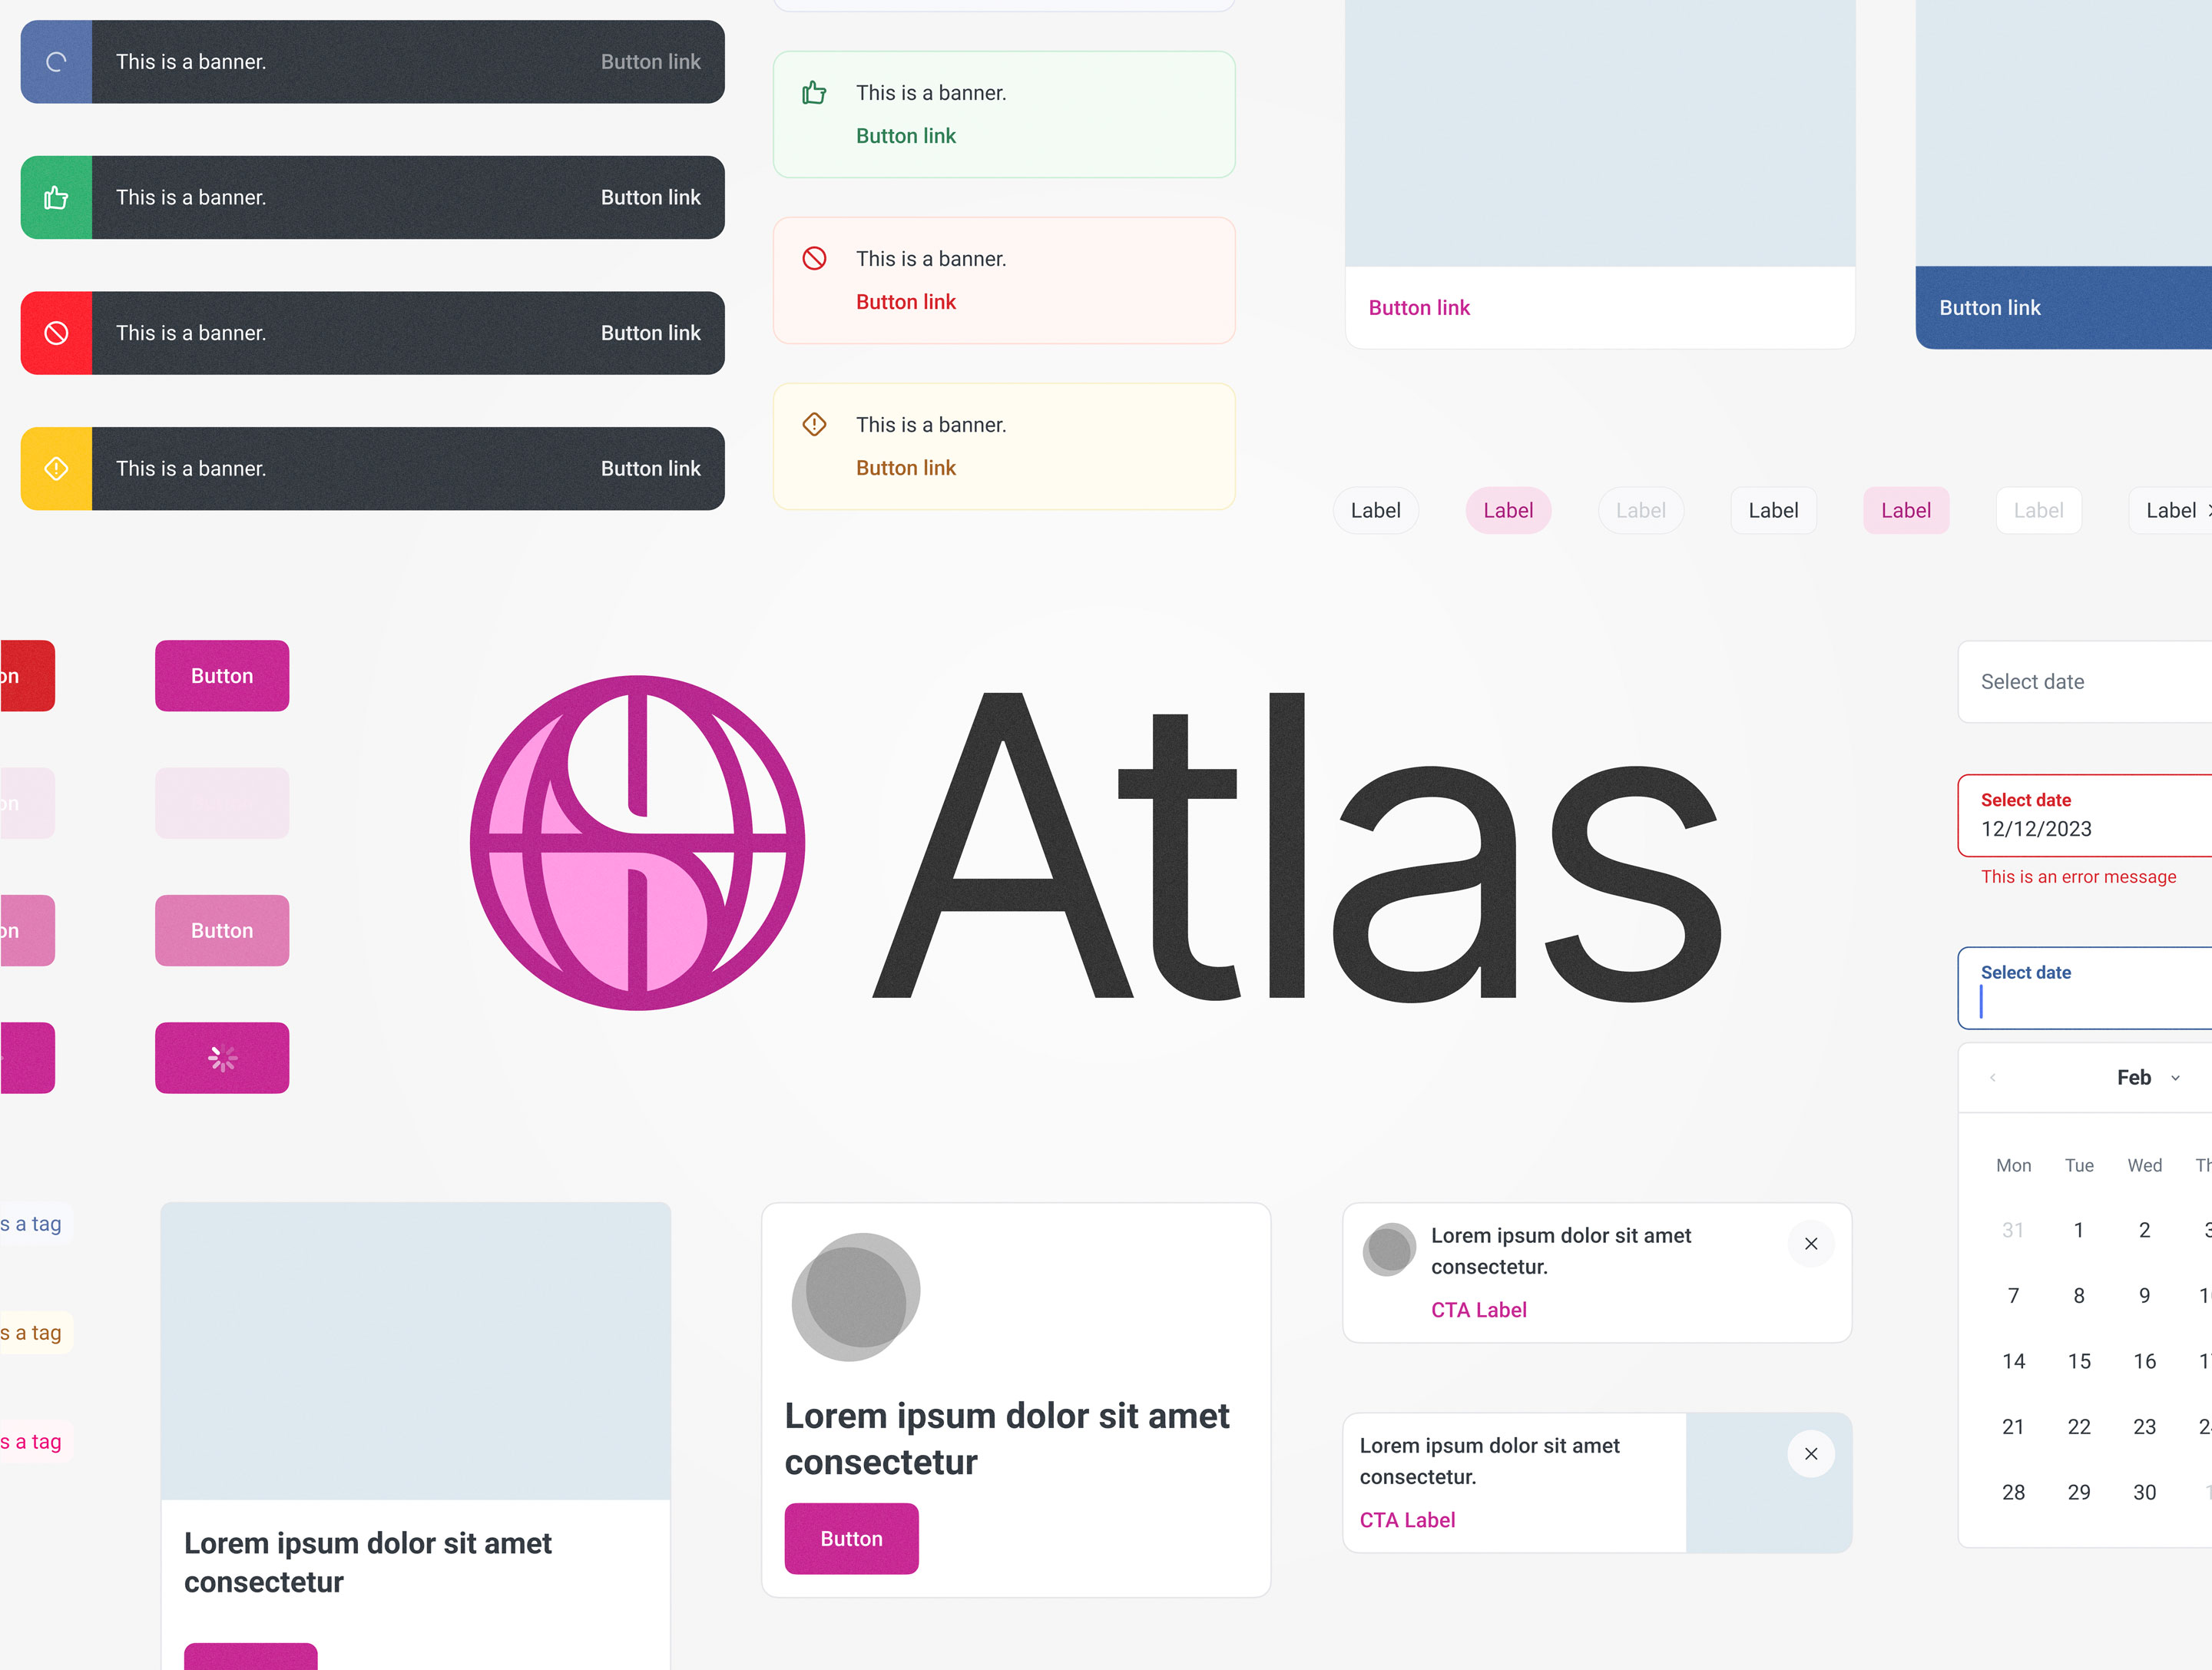 This is a banner. Button link
This is a banner. Button link
This is a banner. Button link
This is a banner. Button link
This is a banner.
Button link
This is a banner.
Button link
This is a banner.
Button link
Button link
Button link
Label Label Label Label Label Label Label
on
Button
on
on
Button
Atlas
Select date
Select date
12/12/2023
This is an error message
Select date
Feb
Mon Tue Wed
31 1 2
7 8 9
14 15 16
21 22 23
28 29 30
s a tag
s a tag
s a tag
Lorem ipsum dolor sit amet
consectetur
Lorem ipsum dolor sit amet
consectetur
Button
Lorem ipsum dolor sit amet
consectetur.
CTA Label
Lorem ipsum dolor sit amet
consectetur.
CTA Label